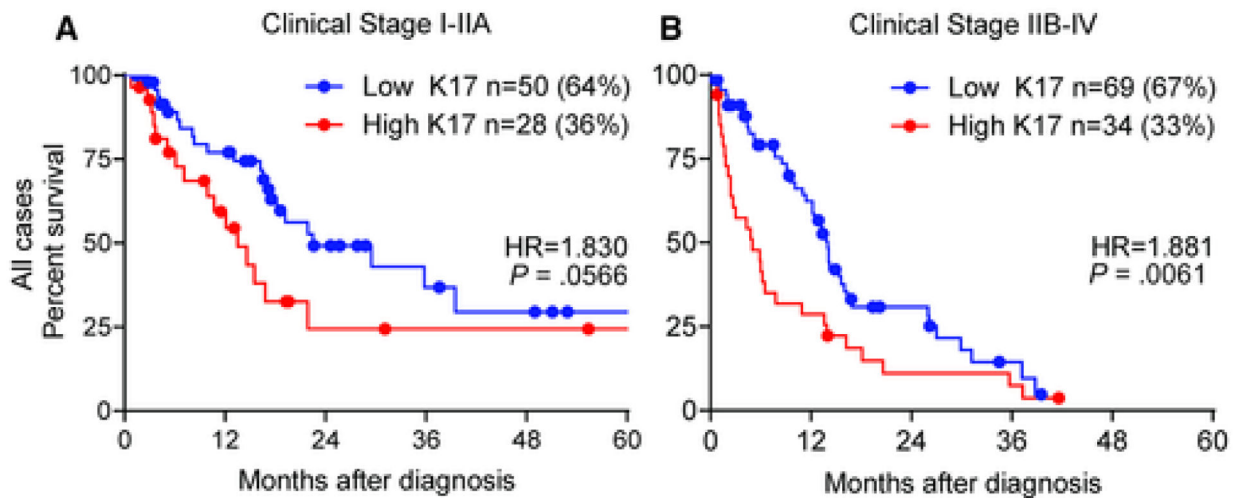 A
Clinical Stage I-IIA
All cases
Percent survival
100
75
50
25
0
Low K17 n=50 (64%)
High K17 n=28 (36%)
HR=1.830
P = .0566
0 12 24 36 48 60
Months after diagnosis
B
Clinical Stage IIB-IV
100
75
50
25
0
Low K17 n=69 (67%)
High K17 n=34 (33%)
HR=1.881
P = .0061
0 12 24 36 48 60
Months after diagnosis